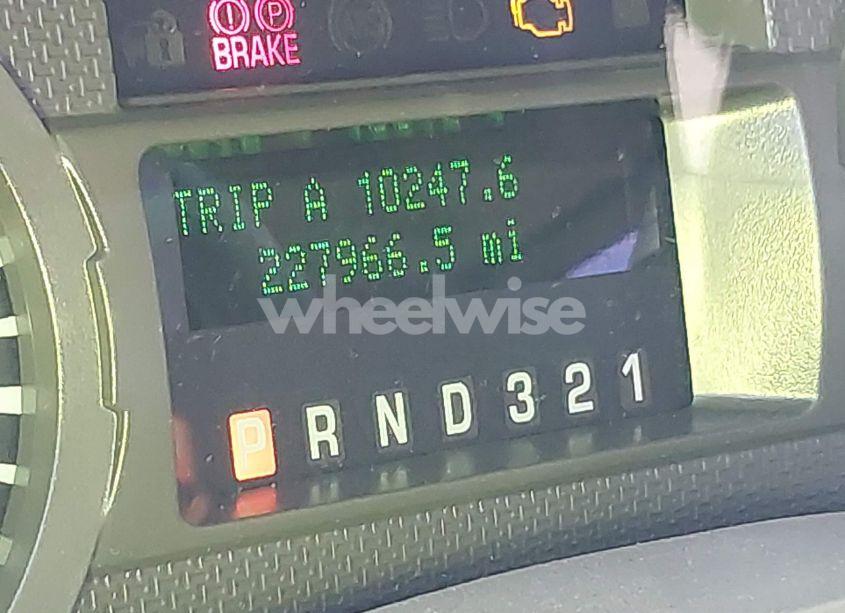 BRAKE
TRIP A 10247.6
227966.5 mi
wheelwise
P R N D 3 2 1